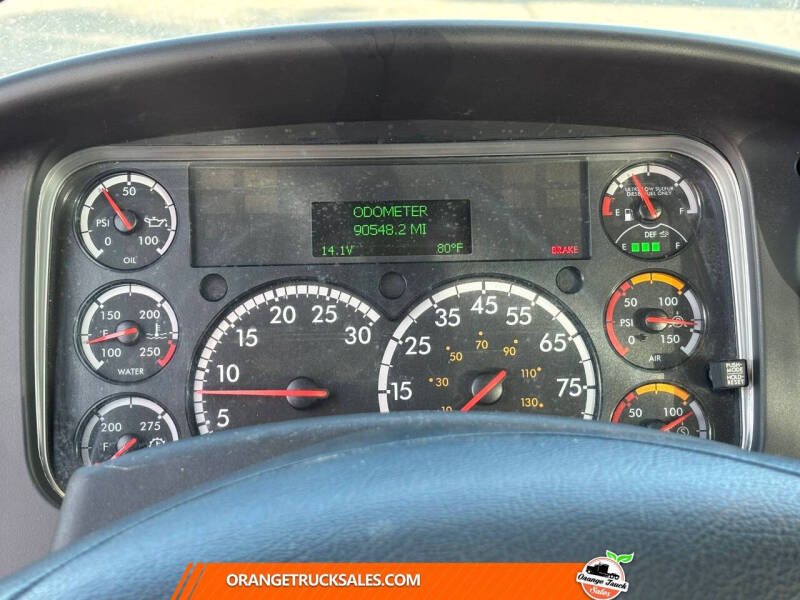 ODOMETER
90548.2 MI
14.1V 80°F
BRAKE
50
PSI
0 100
OIL
150 200
°F
100 250
WATER
200 275
°F
5 10 15 20 25 30
15 25 35 45 55 65 75
10 30 50 70 90 110 130
ULTRA LOW SULFUR
DIESEL FUEL ONLY
E F
DEF
E F
50 100
PSI
0 150
AIR
50 100
PUSH-
MODE
HOLD-
RESET
ORANGETRUCKSALES.COM
Orange Truck
Sales